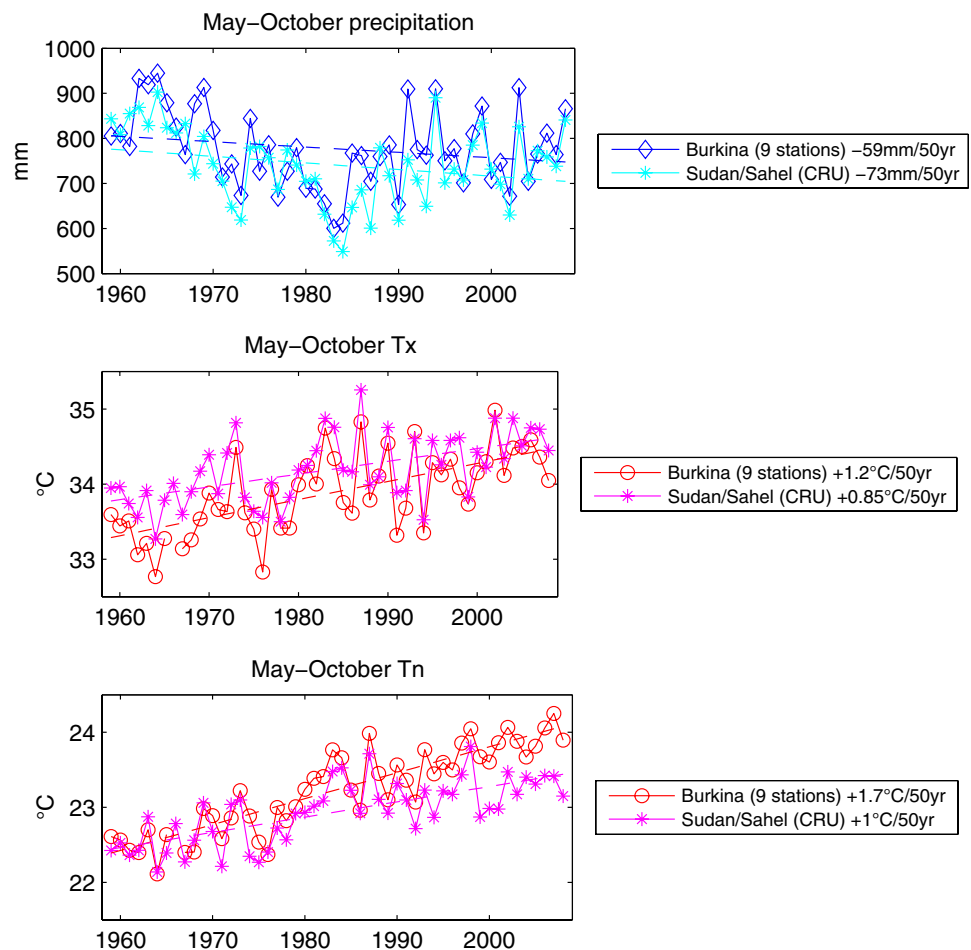 May−October precipitation
1000
900
800
700
600
500
mm
1960 1970 1980 1990 2000
Burkina (9 stations) −59mm/50yr
Sudan/Sahel (CRU) −73mm/50yr
May−October Tx
35
34
33
°C
1960 1970 1980 1990 2000
Burkina (9 stations) +1.2°C/50yr
Sudan/Sahel (CRU) +0.85°C/50yr
May−October Tn
24
23
22
°C
1960 1970 1980 1990 2000
Burkina (9 stations) +1.7°C/50yr
Sudan/Sahel (CRU) +1°C/50yr